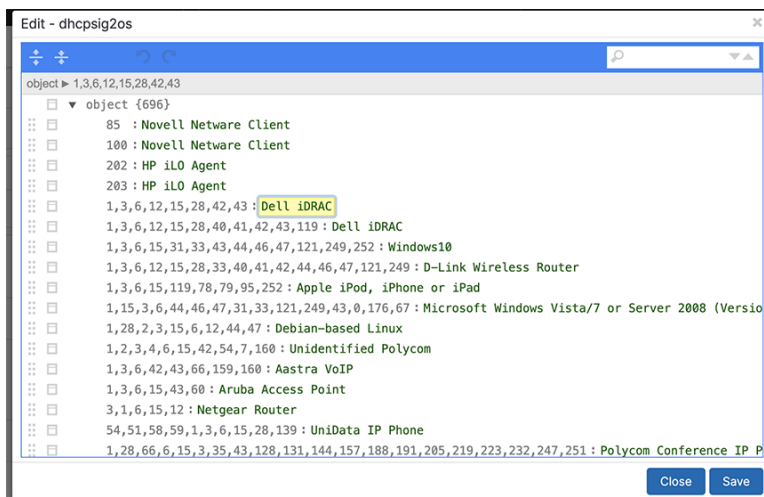 Edit - dhcpsig2os
object ► 1,3,6,12,15,28,42,43
object {696}
85 : Novell Netware Client
100 : Novell Netware Client
202 : HP iLO Agent
203 : HP iLO Agent
1,3,6,12,15,28,42,43 : Dell iDRAC
1,3,6,12,15,28,40,41,42,43,119 : Dell iDRAC
1,3,6,15,31,33,43,44,46,47,121,249,252 : Windows10
1,3,6,12,15,28,33,40,41,42,44,46,47,121,249 : D-Link Wireless Router
1,3,6,15,119,78,79,95,252 : Apple iPod, iPhone or iPad
1,15,3,6,44,46,47,31,33,121,249,43,0,176,67 : Microsoft Windows Vista/7 or Server 2008 (Versio
1,28,2,3,15,6,12,44,47 : Debian-based Linux
1,2,3,4,6,15,42,54,7,160 : Unidentified Polycom
1,3,6,42,43,66,159,160 : Aastra VoIP
1,3,6,15,43,60 : Aruba Access Point
3,1,6,15,12 : Netgear Router
54,51,58,59,1,3,6,15,28,139 : UniData IP Phone
1,28,66,6,15,3,35,43,128,131,144,157,188,191,205,219,223,232,247,251 : Polycom Conference IP P
Close Save